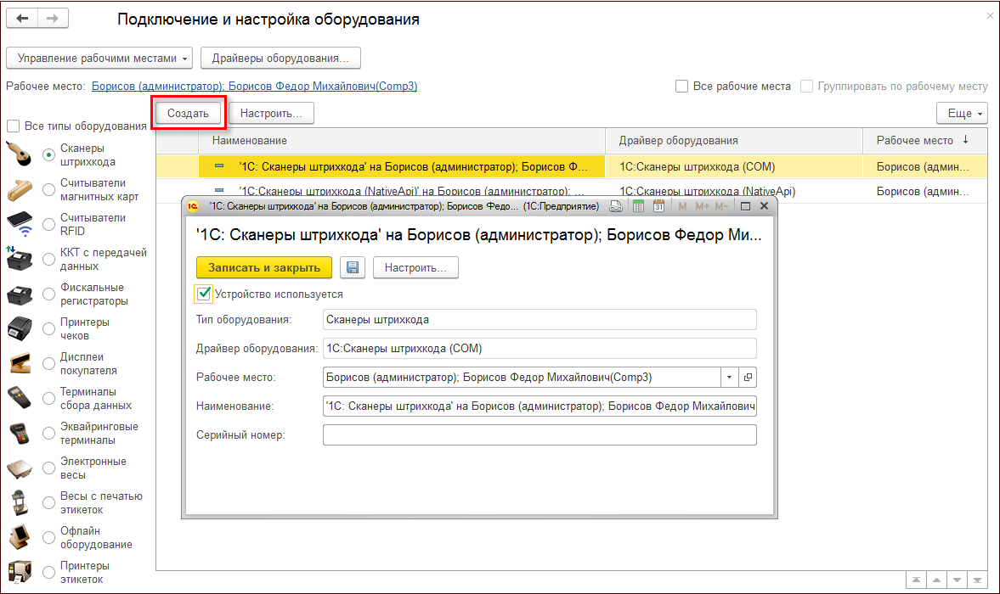 Подключение и настройка оборудования
Управление рабочими местами
Драйверы оборудования...
Рабочее место: Борисов (администратор); Борисов Федор Михайлович(Comp3)
Все рабочие места
Группировать по рабочему месту
Создать
Настроить...
Еще
Все типы оборудования
Сканеры
штрихкода
Считыватели
магнитных карт
Считыватели
RFID
ККТ с передачей
данных
Фискальные
регистраторы
Принтеры
чеков
Дисплеи
покупателя
Терминалы
сбора данных
Эквайринговые
терминалы
Электронные
весы
Весы с печатью
этикеток
Офлайн
оборудование
Принтеры
этикеток
Наименование
Драйвер оборудования
Рабочее место
'1С: Сканеры штрихкода' на Борисов (администратор); Борисов Ф...
1С:Сканеры штрихкода (COM)
Борисов (админ...
'1С:Сканеры штрихкода (NativeApi)' на Борисов (администратор); ...
1С:Сканеры штрихкода (NativeApi)
Борисов (админ...
'1С: Сканеры штрихкода' на Борисов (администратор); Борисов Федо... (1С:Предприятие)
31
M M+ M-
'1С: Сканеры штрихкода' на Борисов (администратор); Борисов Федор Ми...
Записать и закрыть
Настроить...
Устройство используется
Тип оборудования: Сканеры штрихкода
Драйвер оборудования: 1С:Сканеры штрихкода (COM)
Рабочее место: Борисов (администратор); Борисов Федор Михайлович(Comp3)
Наименование: '1С: Сканеры штрихкода' на Борисов (администратор); Борисов Федор Михайлович
Серийный номер: